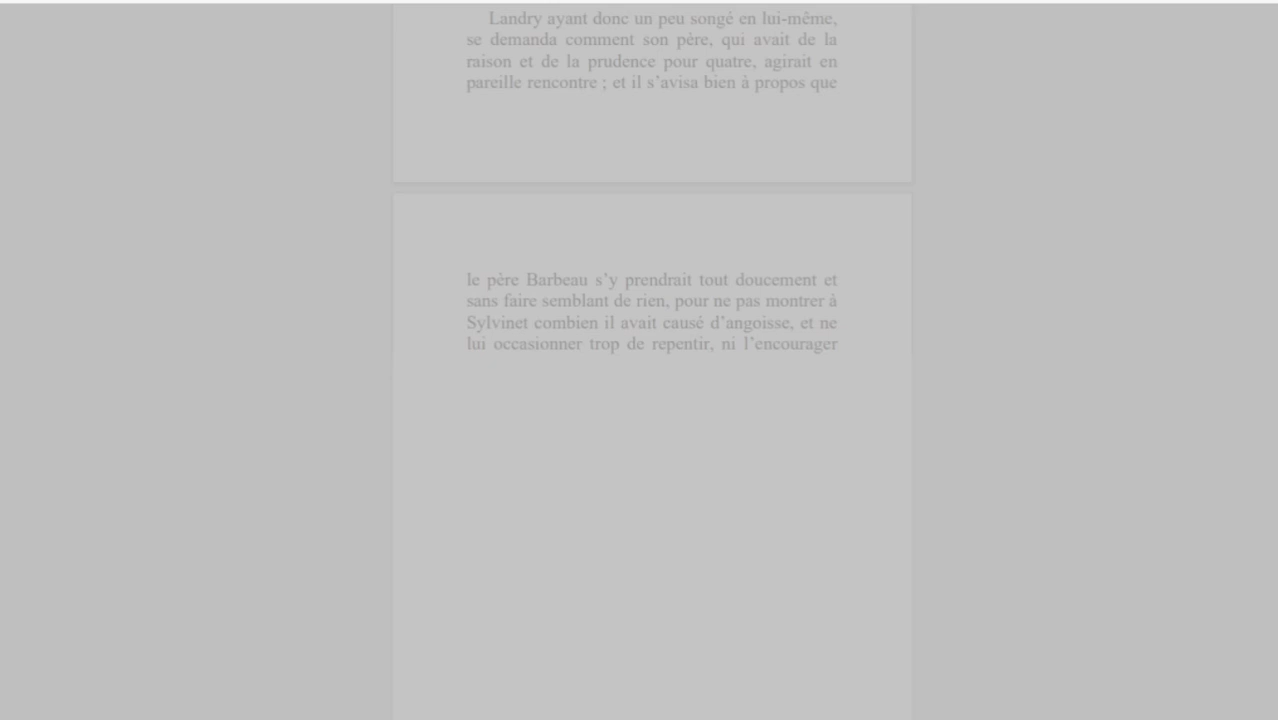 Landry ayant donc un peu songé en lui-même,
se demanda comment son père, qui avait de la
raison et de la prudence pour quatre, agirait en
pareille rencontre ; et il s’avisa bien à propos que
le père Barbeau s’y prendrait tout doucement et
sans faire semblant de rien, pour ne pas montrer à
Sylvinet combien il avait causé d’angoisse, et ne
lui occasionner trop de repentir, ni l’encourager